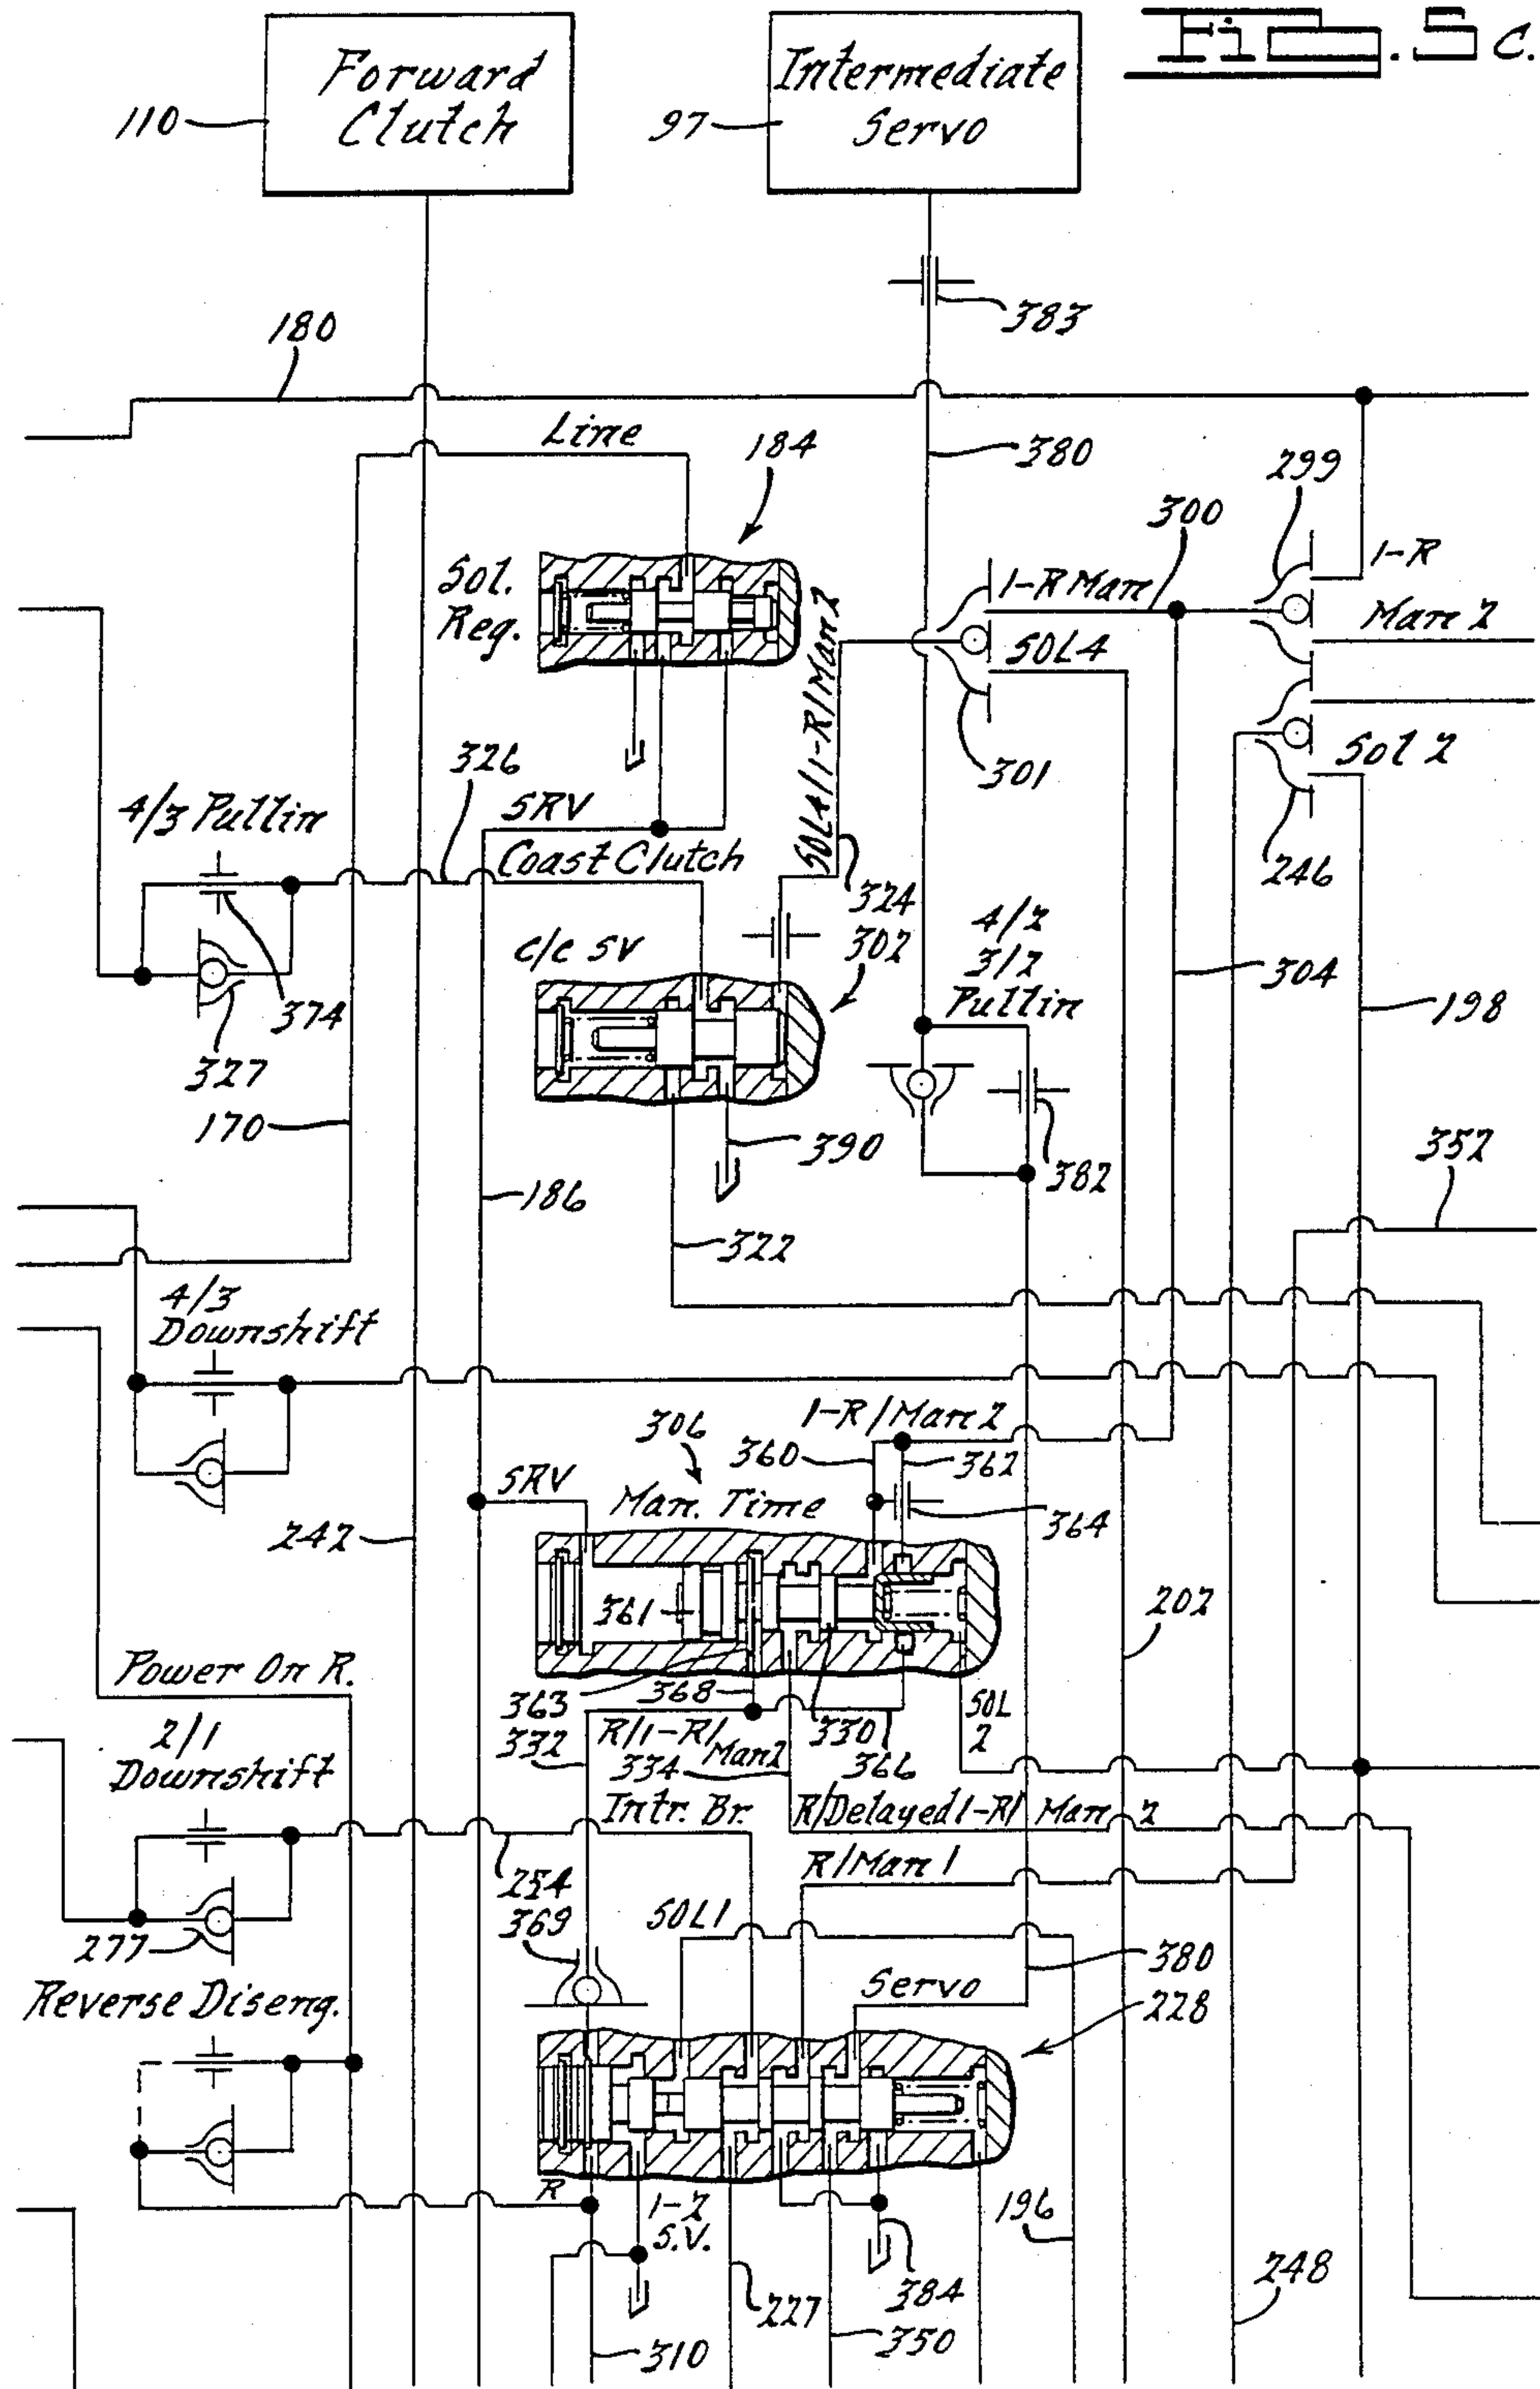 Fig. 5c.
Forward
Clutch
110
Intermediate
Servo
97
383
180
Line
184
380
299
300
1-R
Sol.
Reg.
1-R Man
Man 2
SOL4
SOL4/1-R/Man 2
301
Sol 2
326
SRV
4/3 Pullin
Coast Clutch
324
246
302
4/2
3/2
Pullin
c/c SV
304
198
374
327
170
390
382
352
186
322
4/3
Downshift
1-R/Man 2
306
360
362
SRV
Man. Time
364
242
361
202
Power On R.
363
368
330
SOL
2
332
R/1-R/
Man 2
334
366
2/1
Downshift
Intr. Br.
R/Delayed 1-R/ Man 2
R/Man 1
254
SOL1
369
277
380
Servo
228
Reverse Diseng.
R
1-2
S.V.
196
384
248
227
350
310